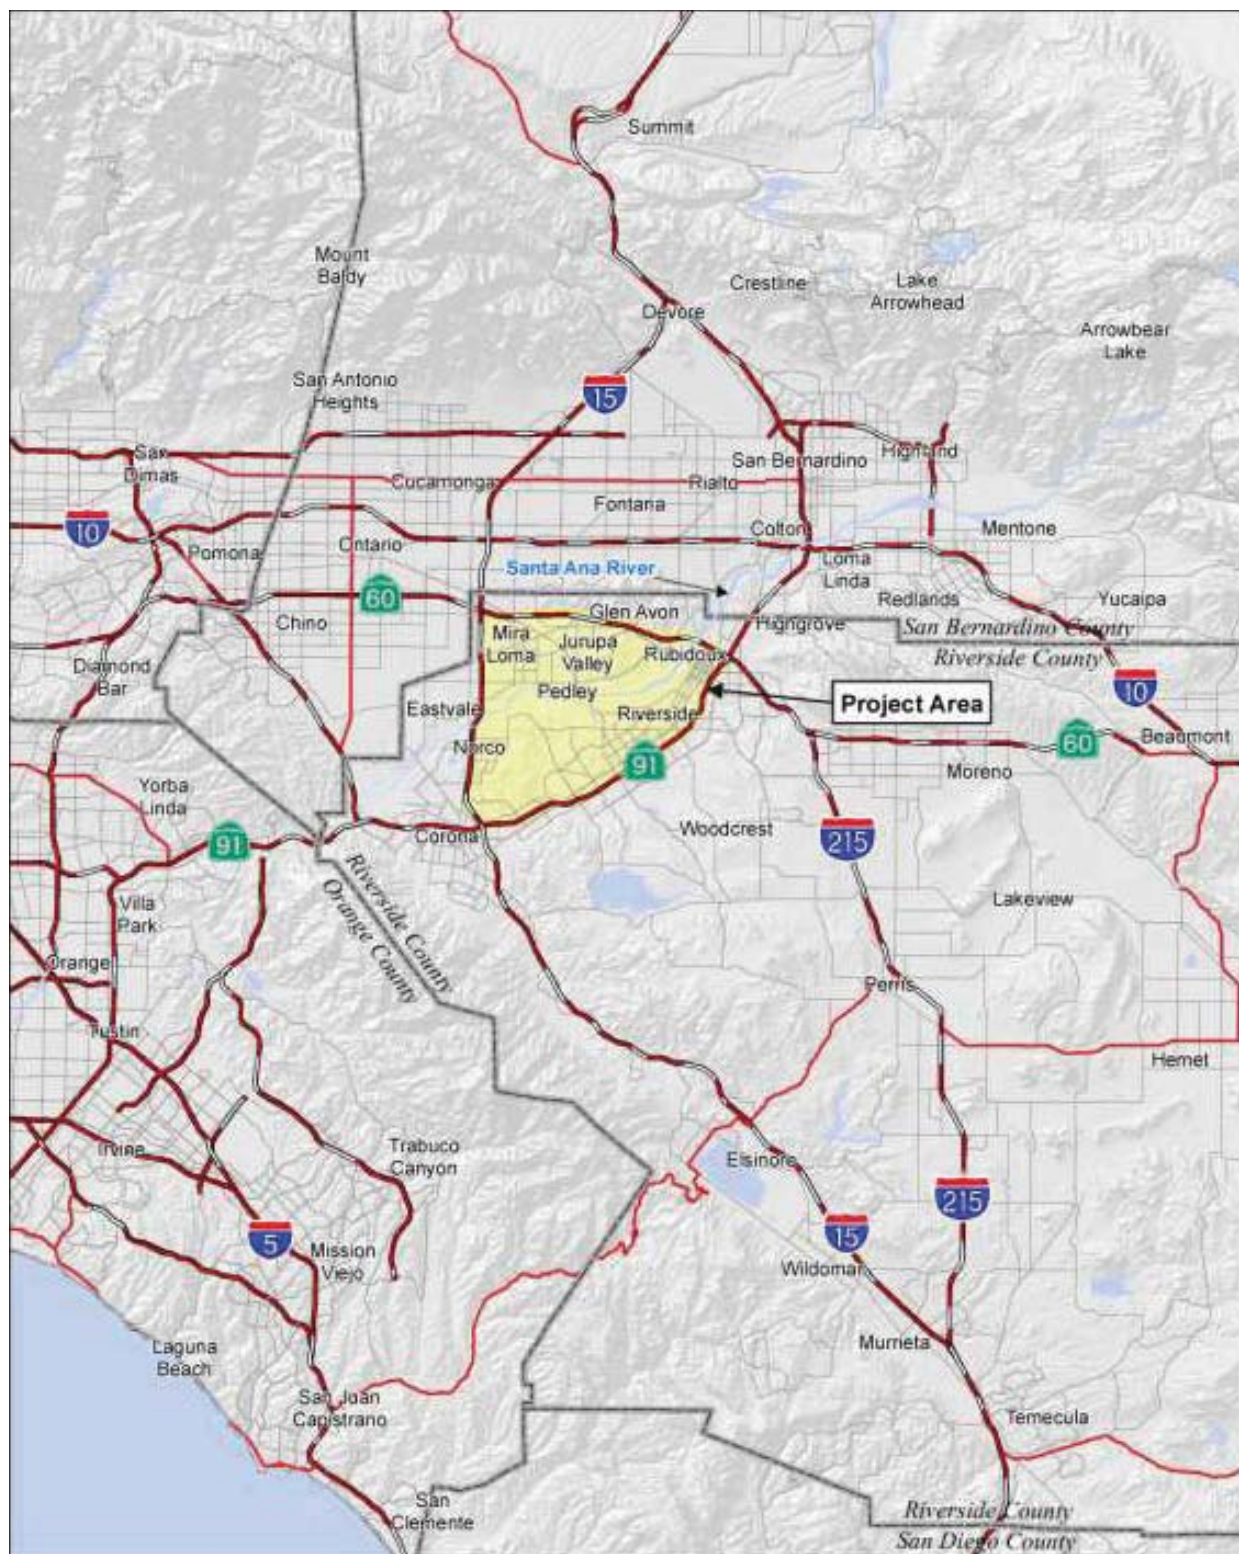 Summit
Mount
Baldy
Crestline
Lake
Arrowhead
Devore
Arrowbear
Lake
San Antonio
Heights
15
San
Dimas
Highland
San Bernardino
Cucamonga
Rialto
Fontana
10
Colton
Mentone
Pomona
Ontario
Loma
Linda
Santa Ana River
60
Redlands
Yucaipa
Glen Avon
Chino
Highgrove
San Bernardino County
Riverside County
Mira
Loma
Jurupa
Valley
Rubidoux
Diamond
Bar
Pedley
10
Project Area
Eastvale
Riverside
Norco
60
Beaumont
91
Moreno
Yorba
Linda
91
Corona
Woodcrest
215
Riverside County
Orange County
Villa
Park
Lakeview
Orange
Perris
Tustin
Hemet
Irvine
Trabuco
Canyon
Elsinore
215
5
15
Mission
Viejo
Wildomar
Laguna
Beach
Murrieta
San Juan
Capistrano
Temecula
San
Clemente
Riverside County
San Diego County